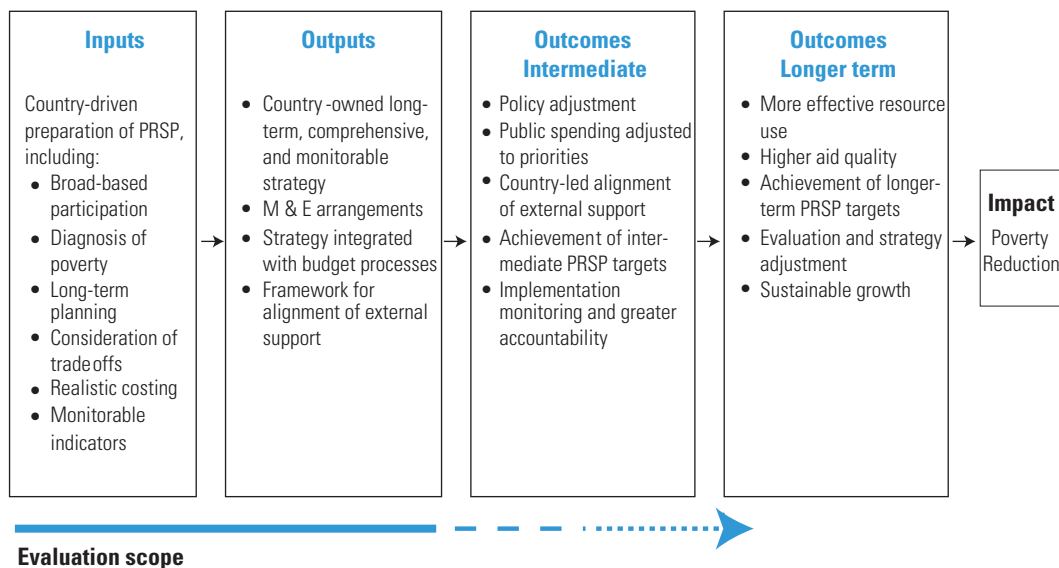 Inputs
Country-driven
preparation of PRSP,
including:
• Broad-based
participation
• Diagnosis of
poverty
• Long-term
planning
• Consideration of
tradeoffs
• Realistic costing
• Monitorable
indicators
Outputs
• Country-owned long-
term, comprehensive,
and monitorable
strategy
• M & E arrangements
• Strategy integrated
with budget processes
• Framework for
alignment of external
support
Outcomes
Intermediate
• Policy adjustment
• Public spending adjusted
to priorities
• Country-led alignment
of external support
• Achievement of inter-
mediate PRSP targets
• Implementation
monitoring and greater
accountability
Outcomes
Longer term
• More effective resource
use
• Higher aid quality
• Achievement of longer-
term PRSP targets
• Evaluation and strategy
adjustment
• Sustainable growth
Impact
Poverty
Reduction
Evaluation scope